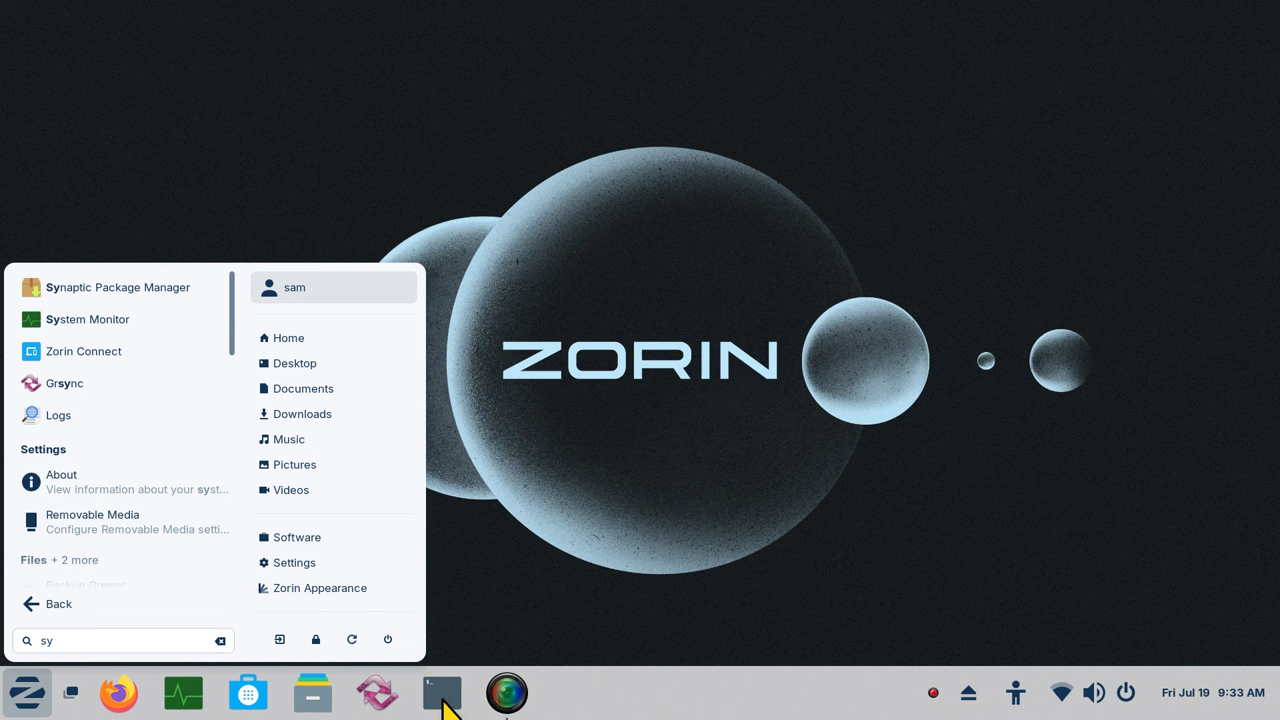 Synaptic Package Manager
System Monitor
Zorin Connect
Grsync
Logs
Settings
About
View information about your syst...
Removable Media
Configure Removable Media setti...
Files + 2 more
Backup Grsync
Back
sy
sam
Home
Desktop
Documents
Downloads
Music
Pictures
Videos
Software
Settings
Zorin Appearance
ZORIN
$_
Fri Jul 19 9:33 AM